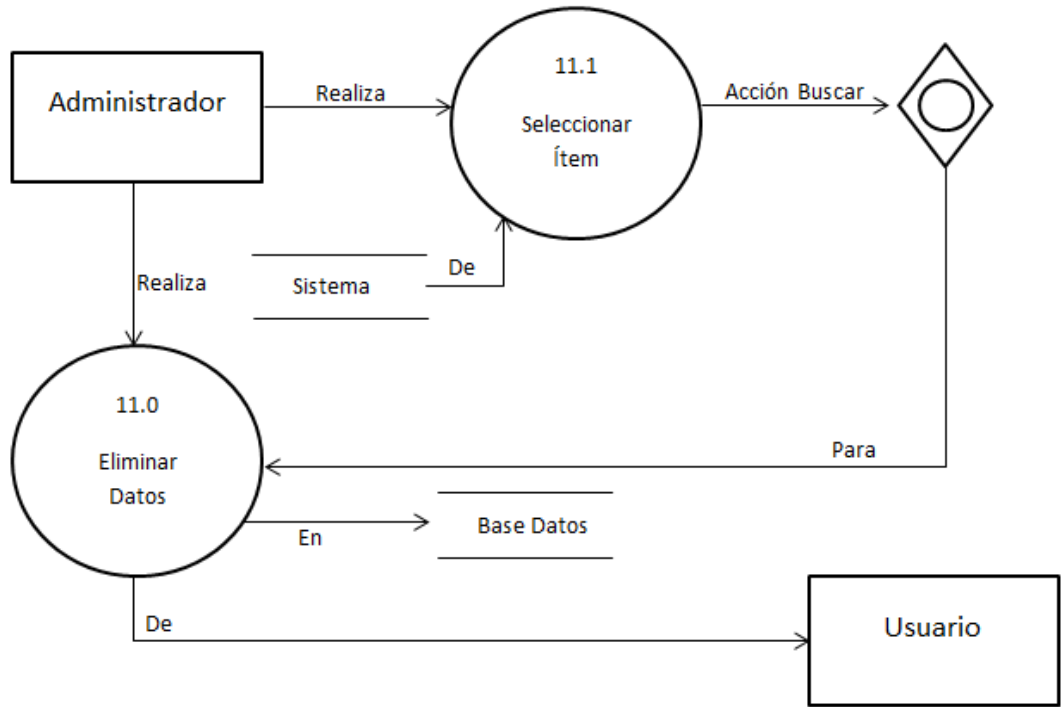 Administrador
Realiza
11.1
Seleccionar
Ítem
Acción Buscar
Realiza
Sistema
De
11.0
Eliminar
Datos
Para
En
Base Datos
De
Usuario